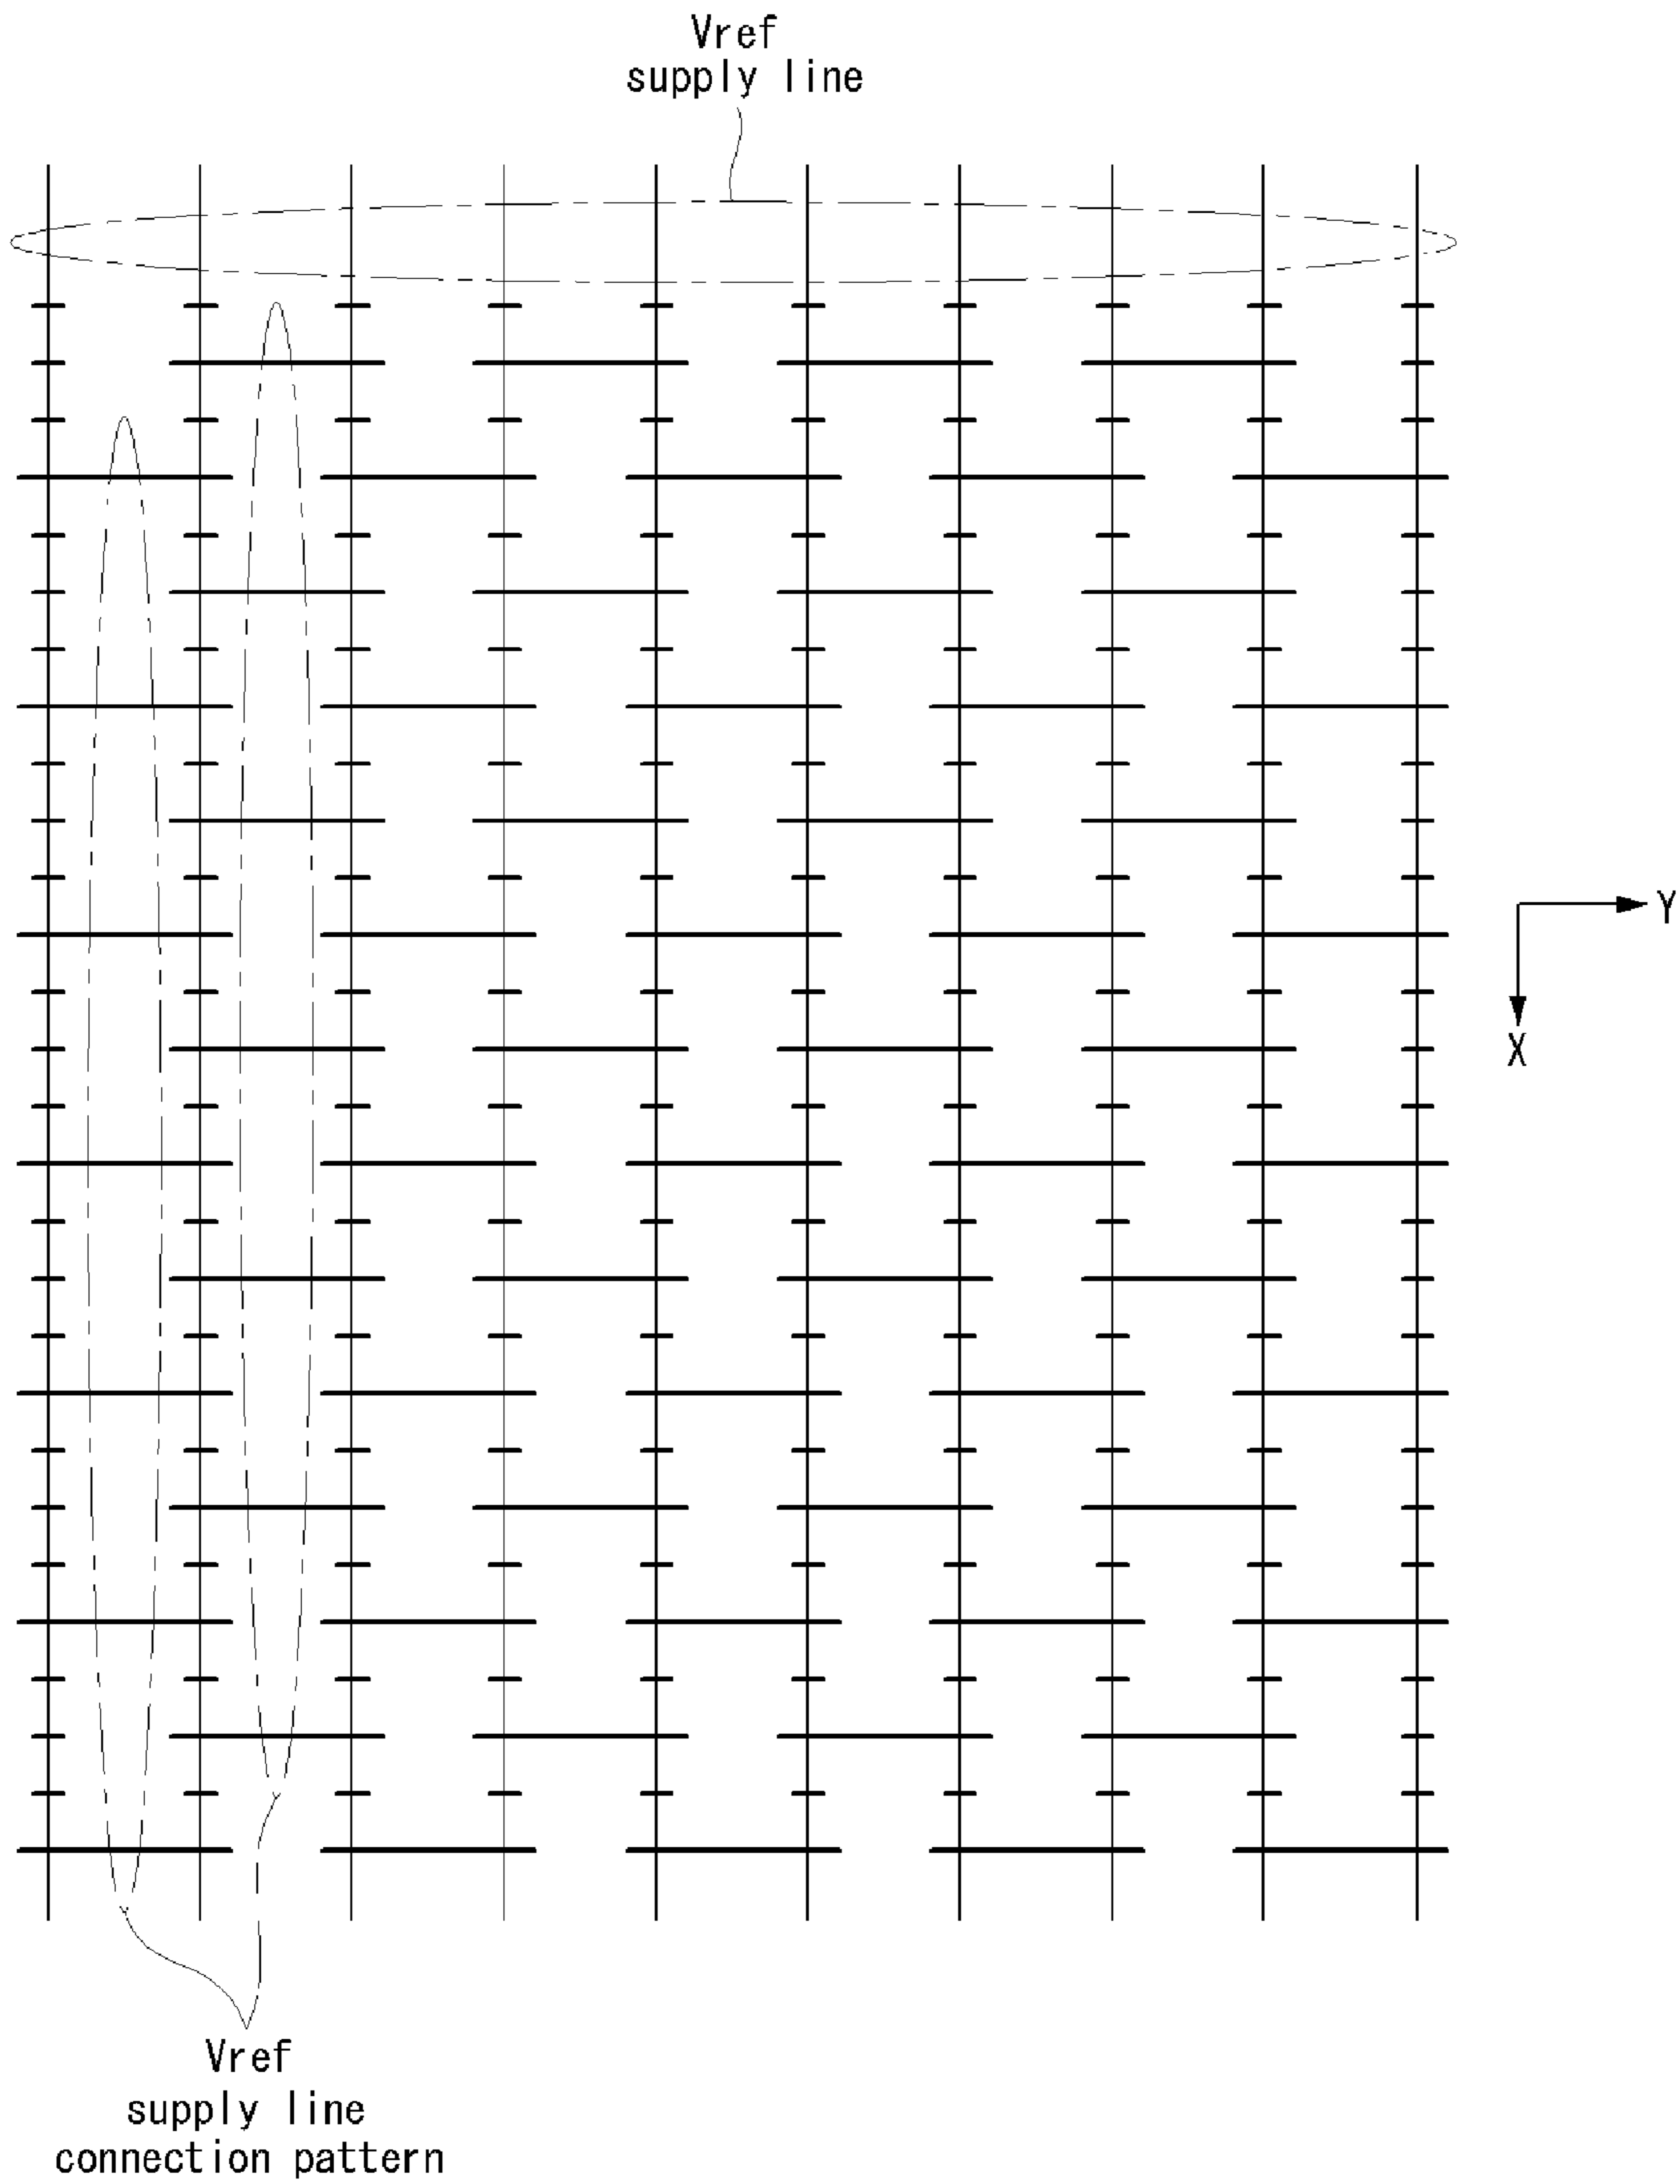 Vref
supply line
Y
X
Vref
supply line
connection pattern